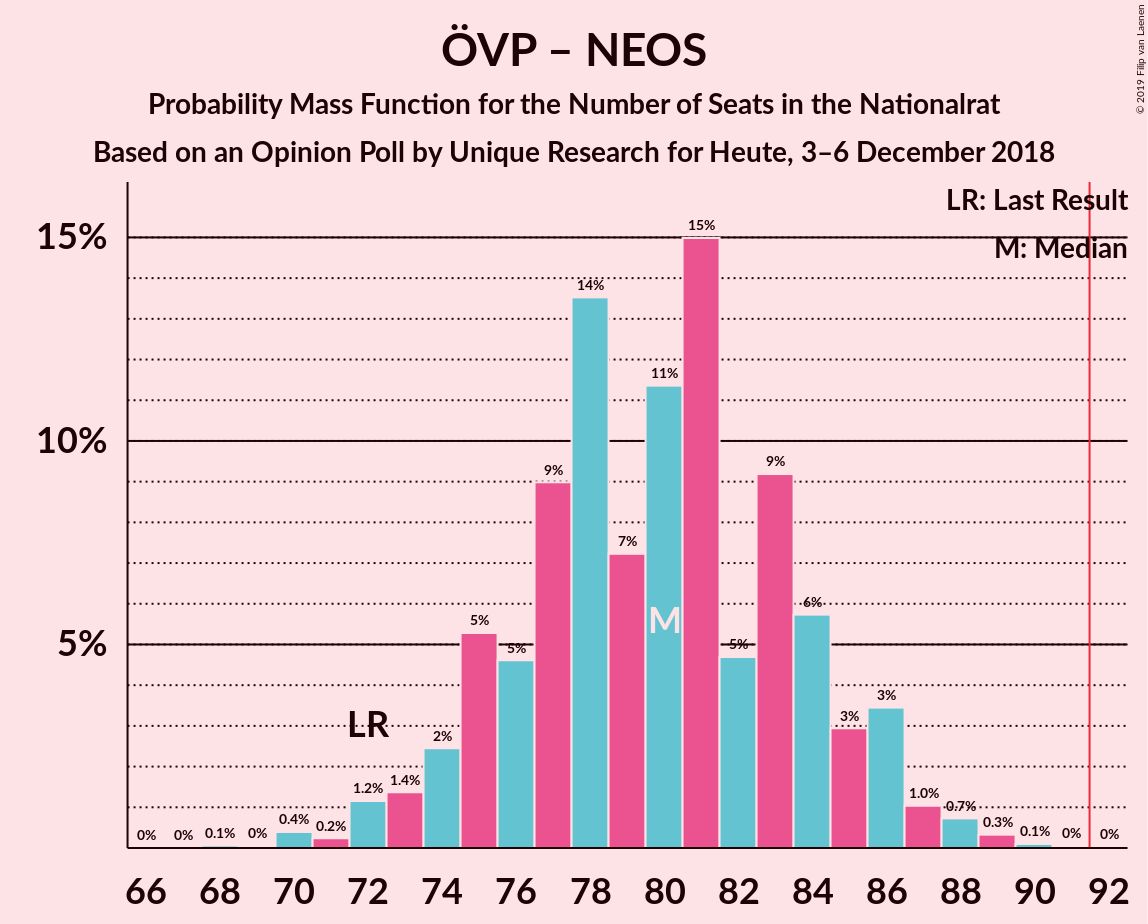 ÖVP – NEOS
Probability Mass Function for the Number of Seats in the Nationalrat
Based on an Opinion Poll by Unique Research for Heute, 3–6 December 2018
© 2019 Filip van Laenen
LR: Last Result
M: Median
15%
10%
5%
0% 0% 0.1% 0% 0.4% 0.2% 1.2% 1.4% 2% 5% 5% 9% 14% 7% 11% 15% 5% 9% 6% 3% 3% 1.0% 0.7% 0.3% 0.1% 0% 0%
LR
M
66 68 70 72 74 76 78 80 82 84 86 88 90 92